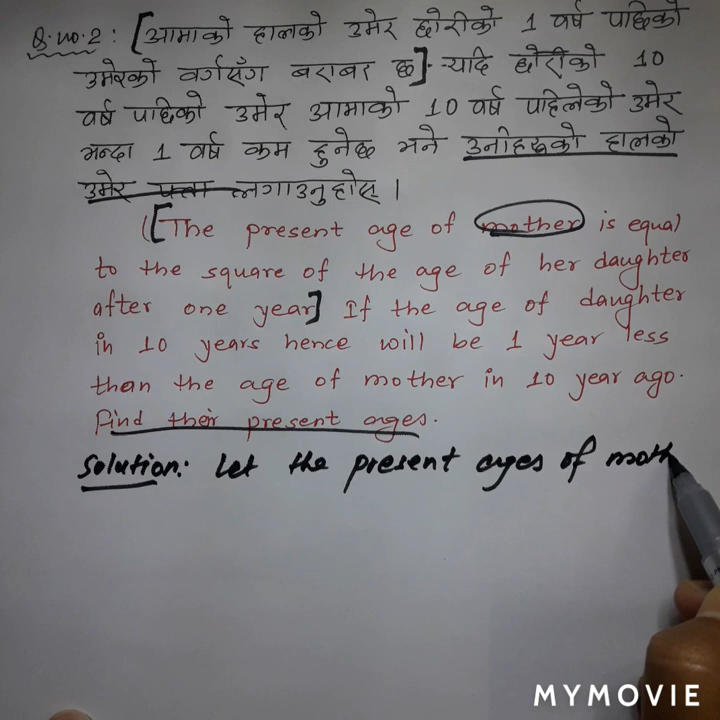 Q.no.2: [आमाको हालको उमेर छोरीको 1 वर्ष पछिको
उमेरको वर्गसँग बराबर छ] यदि छोरीको 10
वर्ष पाछिको उमेर आमाको 10 वर्ष पहिलेको उमेर
भन्दा 1 वर्ष कम हुनेछ भने उनीहरूको हालको
उमेर पत्ता लगाउनुहोस् ।
([The present age of mother is equal
to the square of the age of her daughter
after one year] If the age of daughter
in 10 years hence will be 1 year less
than the age of mother in 10 year ago.
Find their present ages.
Solution: Let the present ages of moth
MYMOVIE